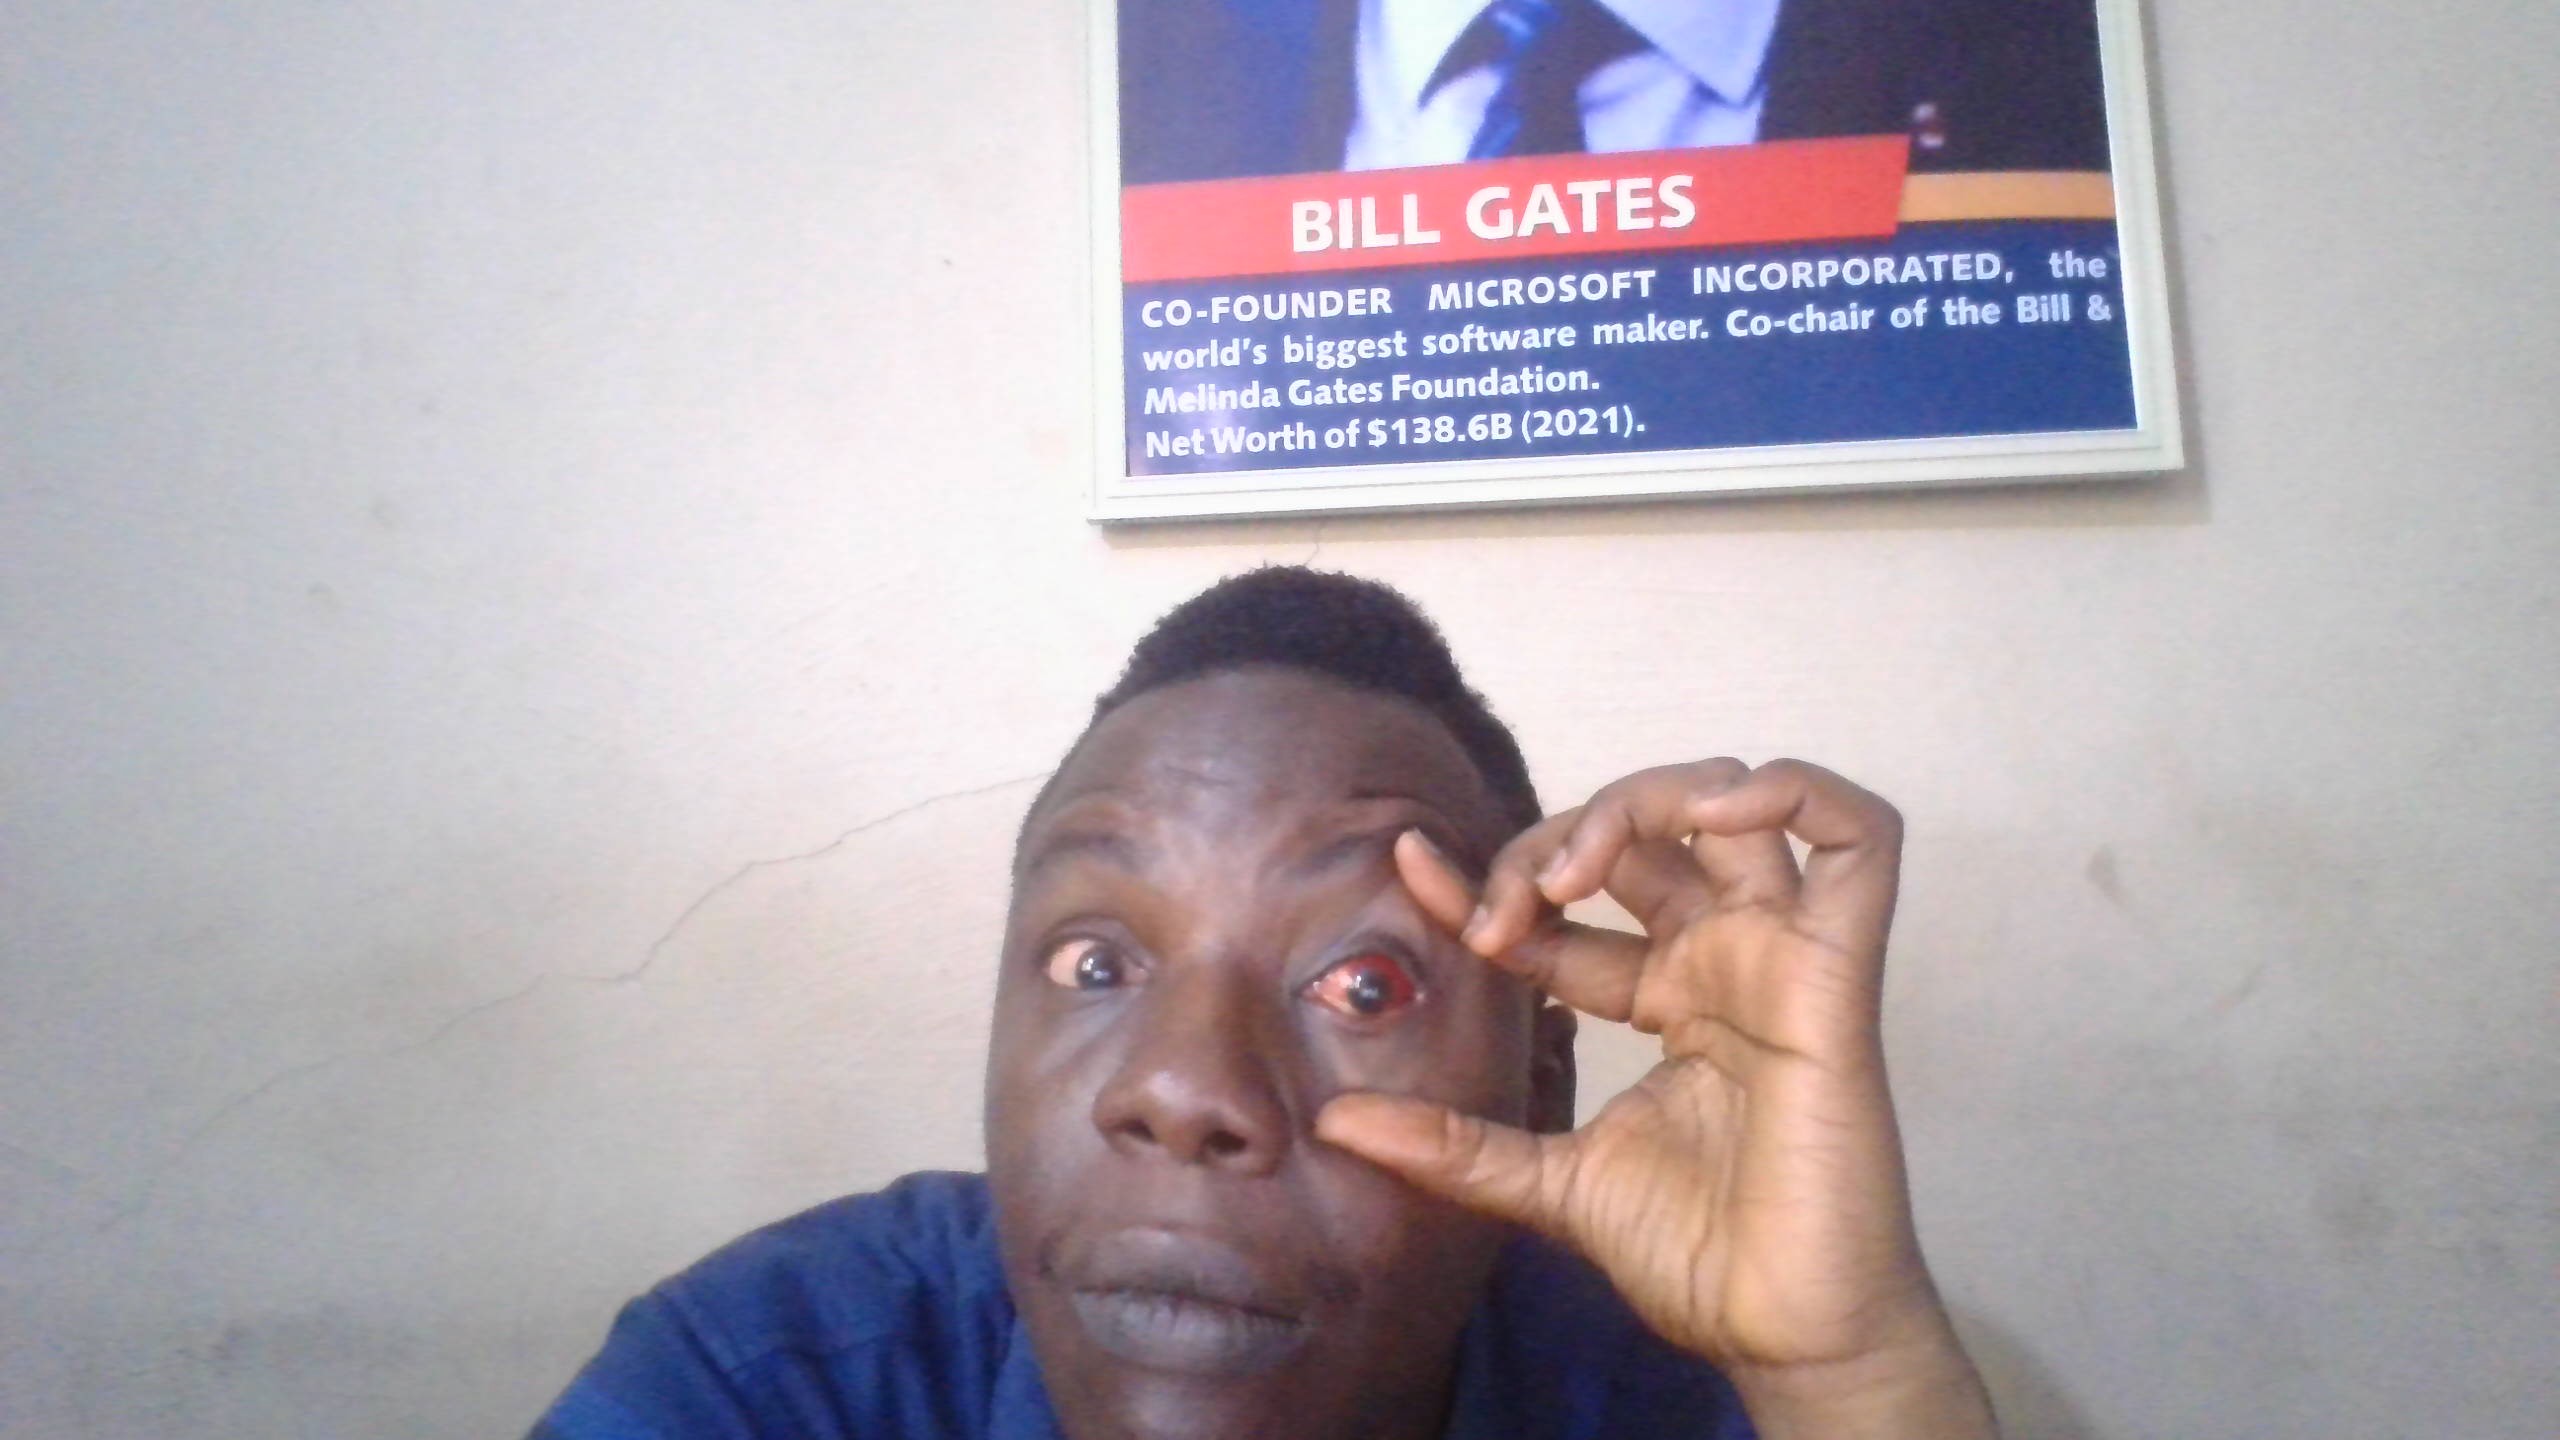 BILL GATES
CO-FOUNDER MICROSOFT INCORPORATED, the
world's biggest software maker. Co-chair of the Bill &
Melinda Gates Foundation.
Net Worth of $138.6B (2021).